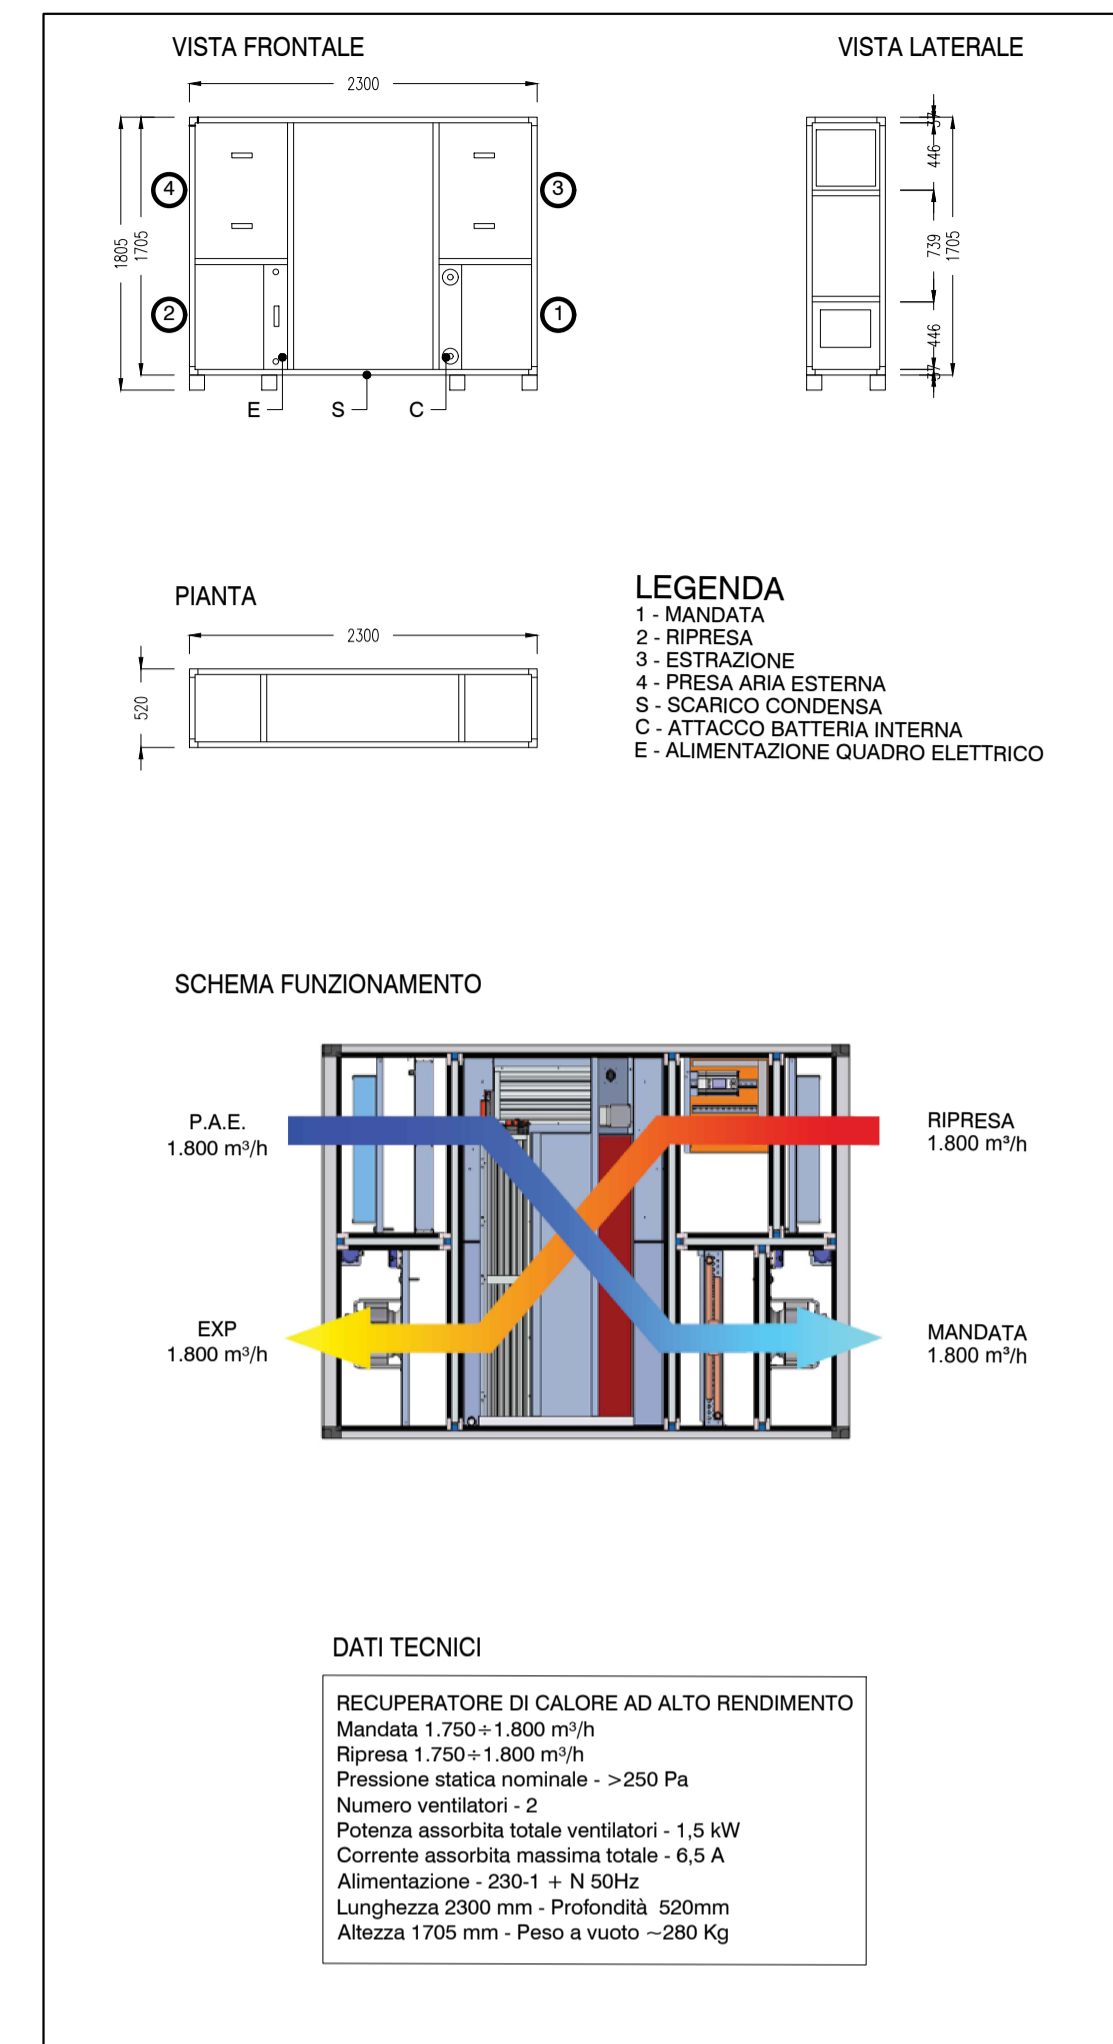 VISTA FRONTALE
2300
1805
1705
4
3
2
1
E
S
C
VISTA LATERALE
37
446
739
1705
446
37
PIANTA
2300
520
LEGENDA
1 - MANDATA
2 - RIPRESA
3 - ESTRAZIONE
4 - PRESA ARIA ESTERNA
S - SCARICO CONDENSA
C - ATTACCO BATTERIA INTERNA
E - ALIMENTAZIONE QUADRO ELETTRICO
SCHEMA FUNZIONAMENTO
P.A.E.
1.800 m³/h
RIPRESA
1.800 m³/h
EXP
1.800 m³/h
MANDATA
1.800 m³/h
DATI TECNICI
RECUPERATORE DI CALORE AD ALTO RENDIMENTO
Mandata 1.750÷1.800 m³/h
Ripresa 1.750÷1.800 m³/h
Pressione statica nominale - >250 Pa
Numero ventilatori - 2
Potenza assorbita totale ventilatori - 1,5 kW
Corrente assorbita massima totale - 6,5 A
Alimentazione - 230-1 + N 50Hz
Lunghezza 2300 mm - Profondità 520mm
Altezza 1705 mm - Peso a vuoto ~280 Kg